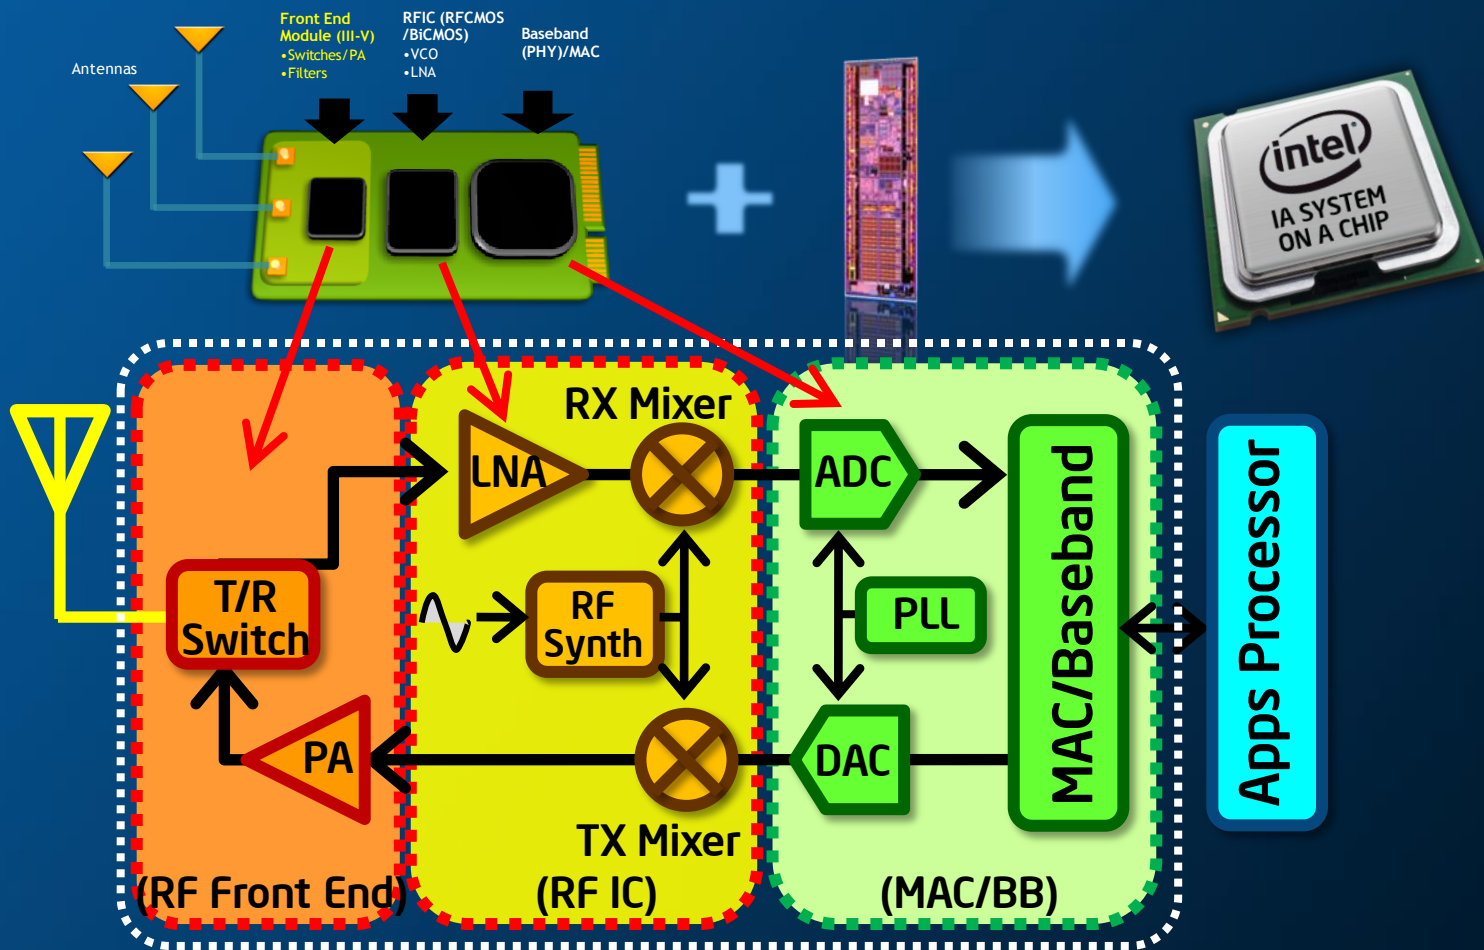 Antennas
Front End
Module (III-V)
•Switches/PA
•Filters
RFIC (RFCMOS
/BiCMOS)
•VCO
•LNA
Baseband
(PHY)/MAC
intel
IA SYSTEM
ON A CHIP
RX Mixer
LNA
ADC
MAC/Baseband
Apps Processor
T/R
Switch
RF
Synth
PLL
PA
DAC
TX Mixer
(RF Front End)
(RF IC)
(MAC/BB)